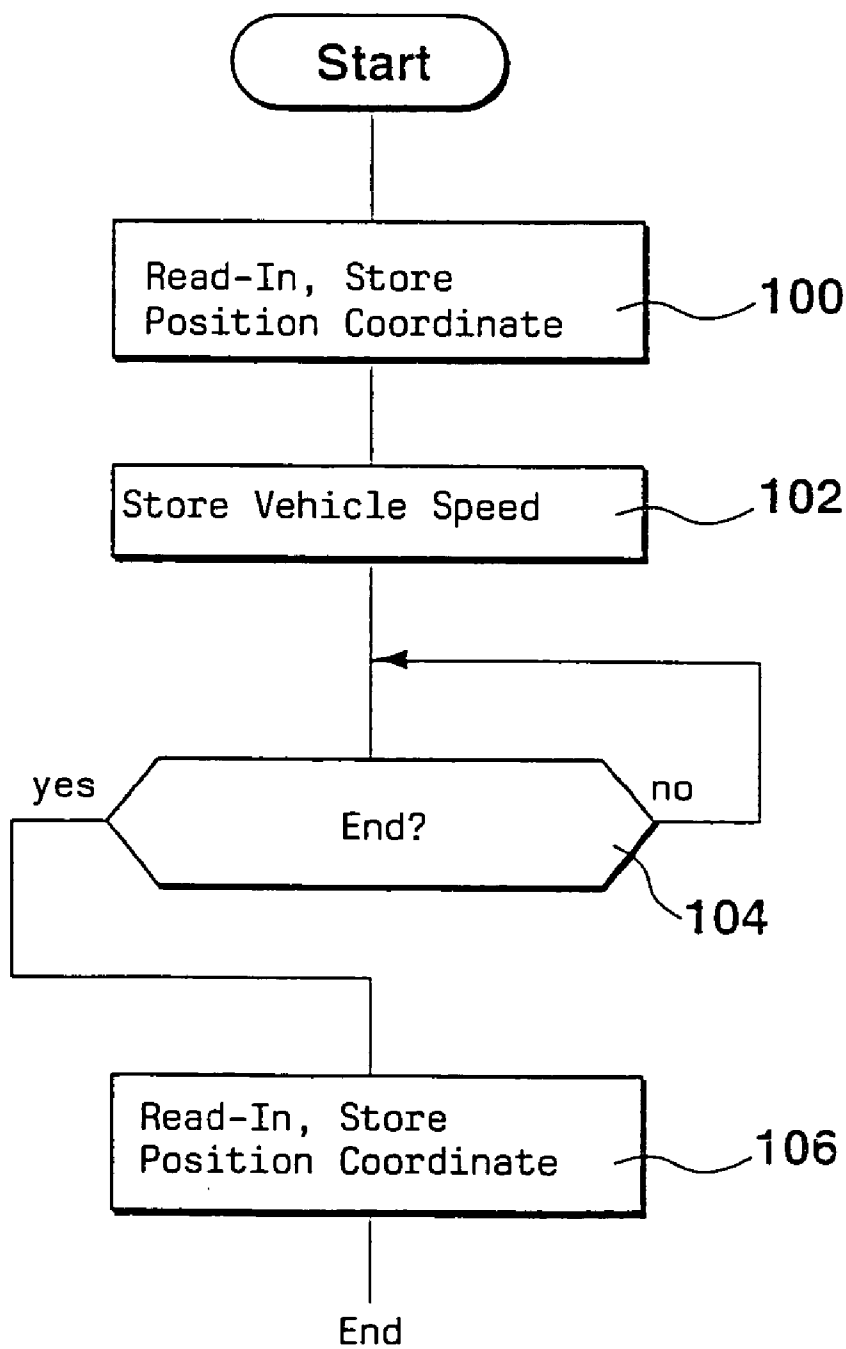 Start
Read-In, Store
Position Coordinate
100
Store Vehicle Speed
102
yes
no
End?
104
Read-In, Store
Position Coordinate
106
End